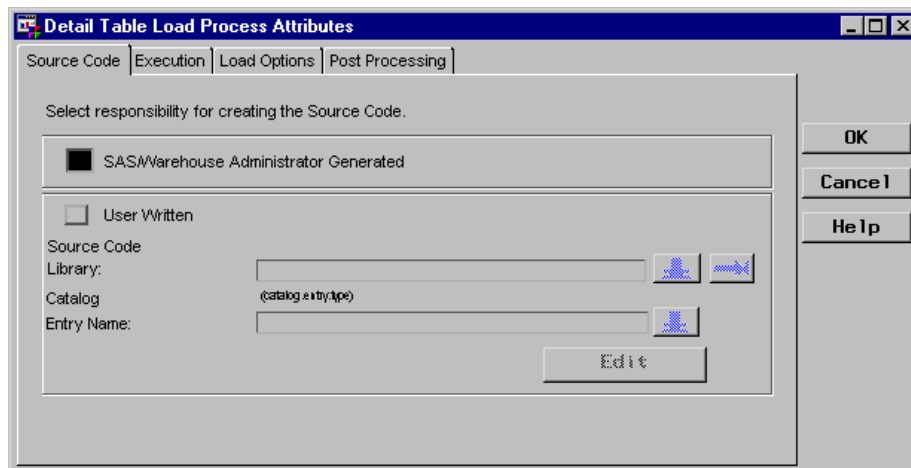 Detail Table Load Process Attributes
Source Code Execution Load Options Post Processing
Select responsibility for creating the Source Code.
SAS/Warehouse Administrator Generated
User Written
Source Code
Library:
Catalog (catalog.entry.type)
Entry Name:
Edit
OK
Cancel
Help